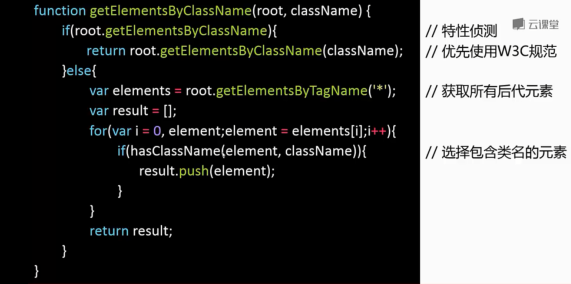 function getElementsByClassName(root, className) {
if(root.getElementsByClassName){ // 特性侦测
云课堂
return root.getElementsByClassName(className); // 优先使用W3C规范
}else{
var elements = root.getElementsByTagName('*'); // 获取所有后代元素
var result = [];
for(var i = 0, element;element = elements[i];i++){
if(hasClassName(element, className)){ // 选择包含类名的元素
result.push(element);
}
}
return result;
}
}